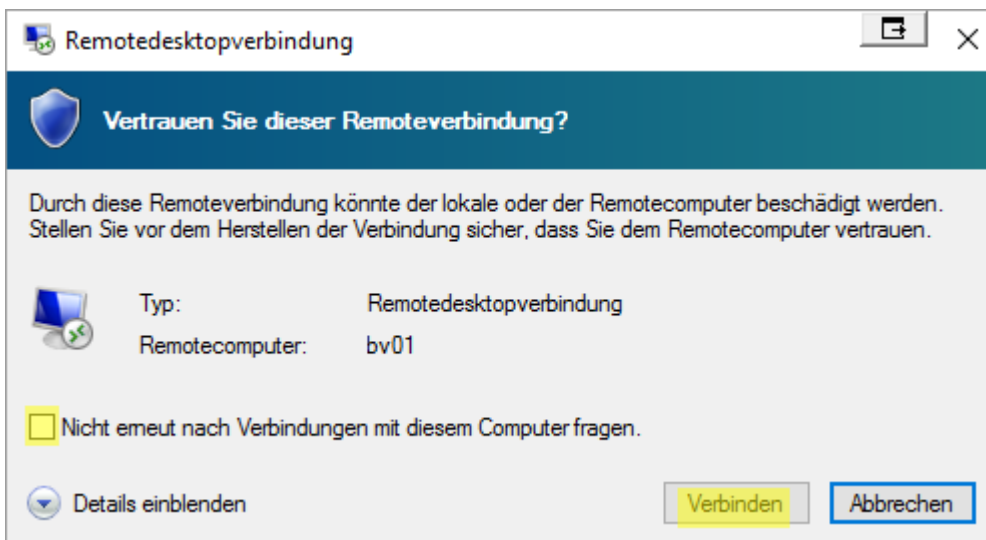 Remotedesktopverbindung
Vertrauen Sie dieser Remoteverbindung?
Durch diese Remoteverbindung könnte der lokale oder der Remotecomputer beschädigt werden.
Stellen Sie vor dem Herstellen der Verbindung sicher, dass Sie dem Remotecomputer vertrauen.
Typ: Remotedesktopverbindung
Remotecomputer: bv01
Nicht erneut nach Verbindungen mit diesem Computer fragen.
Details einblenden Verbinden Abbrechen